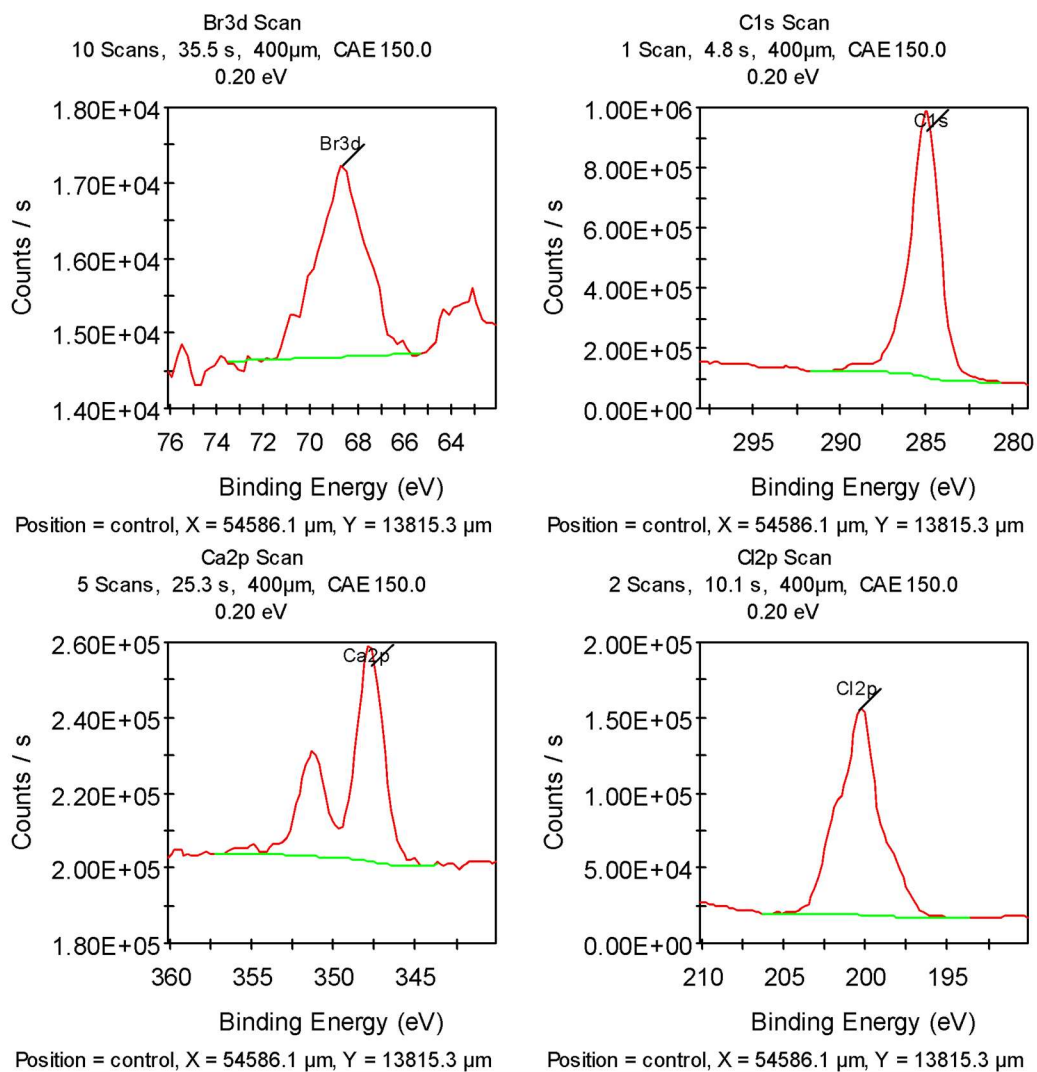 Br3d Scan
10 Scans, 35.5 s, 400µm, CAE 150.0
0.20 eV
1.80E+04
1.70E+04
1.60E+04
1.50E+04
1.40E+04
Counts / s
Br3d
76 74 72 70 68 66 64
Binding Energy (eV)
Position = control, X = 54586.1 µm, Y = 13815.3 µm
C1s Scan
1 Scan, 4.8 s, 400µm, CAE 150.0
0.20 eV
1.00E+06
8.00E+05
6.00E+05
4.00E+05
2.00E+05
0.00E+00
Counts / s
C1s
295 290 285 280
Binding Energy (eV)
Position = control, X = 54586.1 µm, Y = 13815.3 µm
Ca2p Scan
5 Scans, 25.3 s, 400µm, CAE 150.0
0.20 eV
2.60E+05
2.40E+05
2.20E+05
2.00E+05
1.80E+05
Counts / s
Ca2p
360 355 350 345
Binding Energy (eV)
Position = control, X = 54586.1 µm, Y = 13815.3 µm
Cl2p Scan
2 Scans, 10.1 s, 400µm, CAE 150.0
0.20 eV
2.00E+05
1.50E+05
1.00E+05
5.00E+04
0.00E+00
Counts / s
Cl2p
210 205 200 195
Binding Energy (eV)
Position = control, X = 54586.1 µm, Y = 13815.3 µm